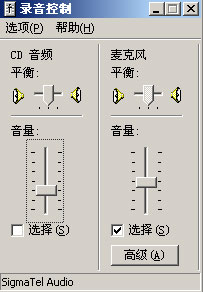 录音控制
选项(P) 帮助(H)
CD 音频
平衡:
音量:
选择(S)
麦克风
平衡:
音量:
选择(S)
高级(A)
SigmaTel Audio